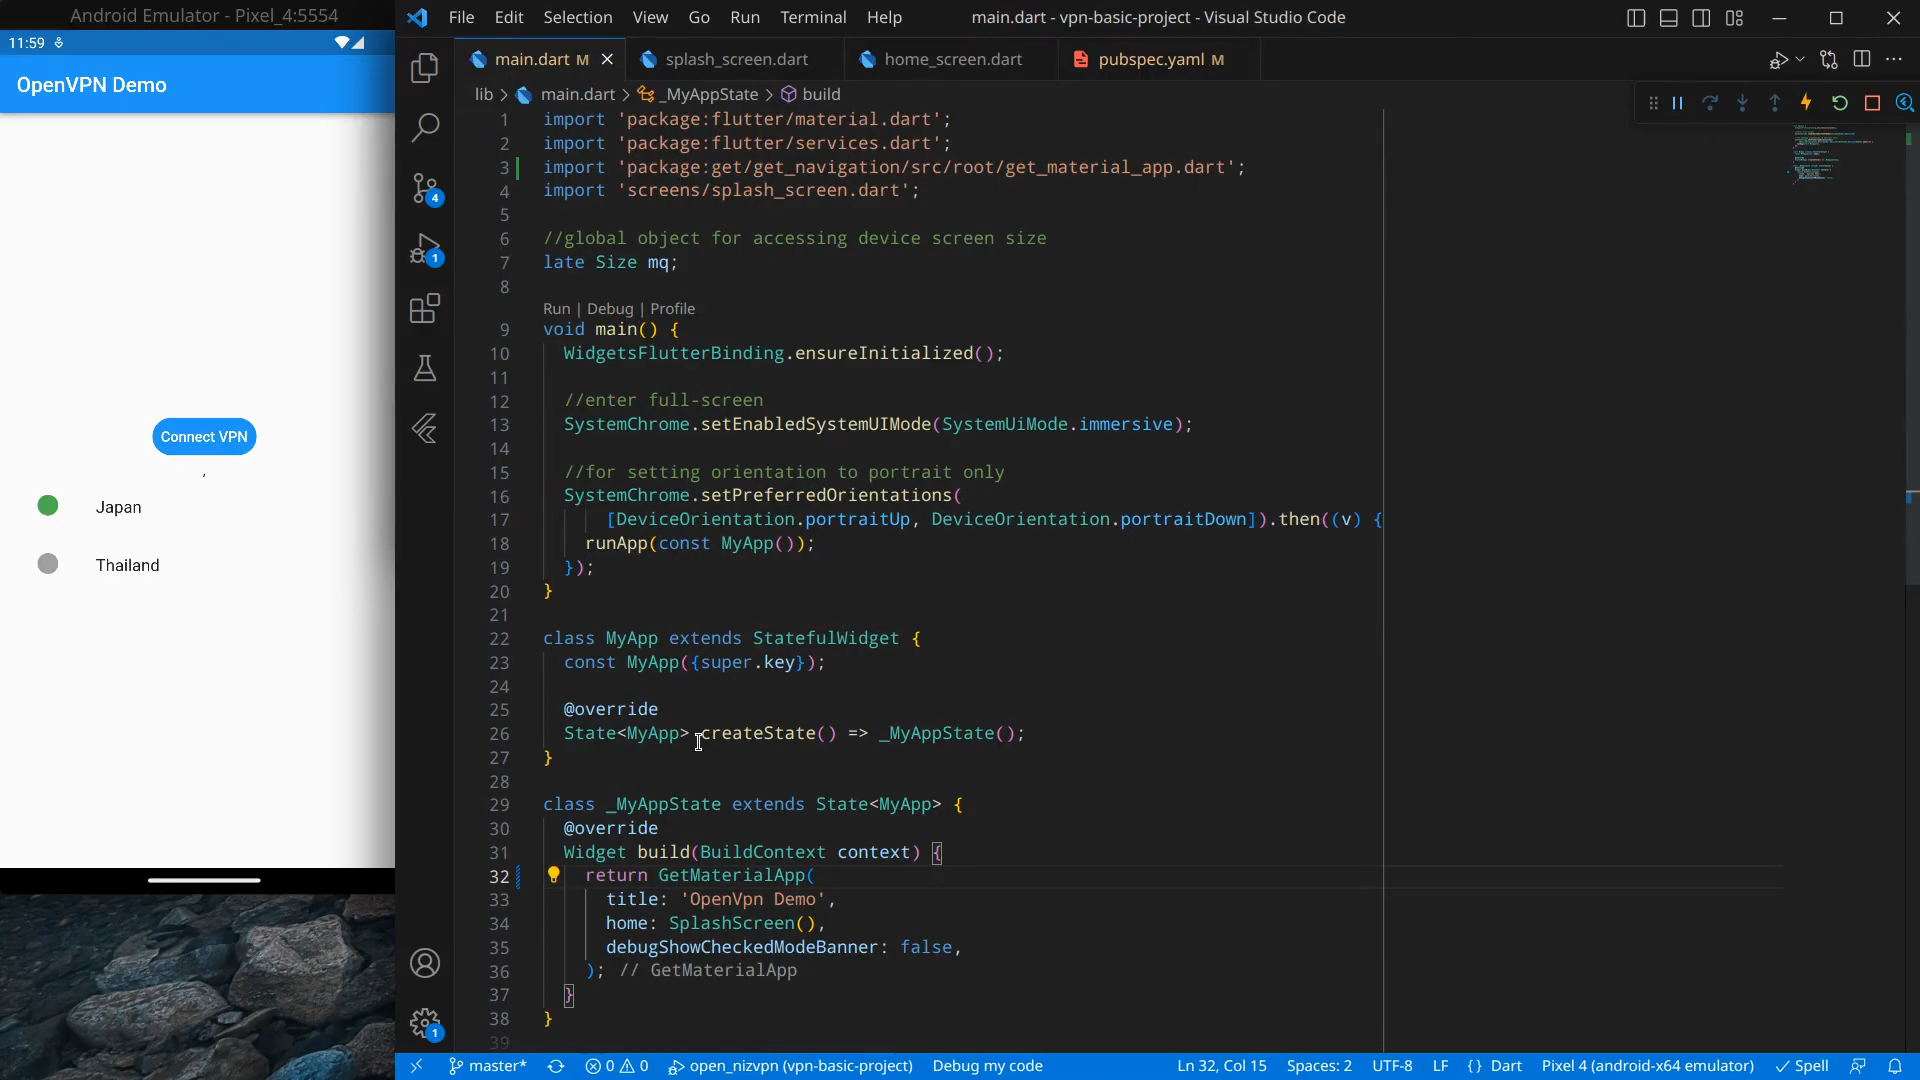 Android Emulator - Pixel_4:5554
11:59
OpenVPN Demo
Connect VPN
,
Japan
Thailand
File Edit Selection View Go Run Terminal Help
main.dart - vpn-basic-project - Visual Studio Code
main.dart M
splash_screen.dart
home_screen.dart
pubspec.yaml M
lib > main.dart > _MyAppState > build
1 import 'package:flutter/material.dart';
2 import 'package:flutter/services.dart';
3 import 'package:get/get_navigation/src/root/get_material_app.dart';
4 import 'screens/splash_screen.dart';
5
6 //global object for accessing device screen size
7 late Size mq;
8
Run | Debug | Profile
9 void main() {
10 WidgetsFlutterBinding.ensureInitialized();
11
12 //enter full-screen
13 SystemChrome.setEnabledSystemUIMode(SystemUiMode.immersive);
14
15 //for setting orientation to portrait only
16 SystemChrome.setPreferredOrientations(
17 [DeviceOrientation.portraitUp, DeviceOrientation.portraitDown]).then((v) {
18 runApp(const MyApp());
19 });
20 }
21
22 class MyApp extends StatefulWidget {
23 const MyApp({super.key});
24
25 @override
26 State<MyApp> createState() => _MyAppState();
27 }
28
29 class _MyAppState extends State<MyApp> {
30 @override
31 Widget build(BuildContext context) {
32 return GetMaterialApp(
33 title: 'OpenVpn Demo',
34 home: SplashScreen(),
35 debugShowCheckedModeBanner: false,
36 ); // GetMaterialApp
37 }
38 }
39
4
1
1
master*
0 0
open_nizvpn (vpn-basic-project)
Debug my code
Ln 32, Col 15
Spaces: 2
UTF-8
LF
{ } Dart
Pixel 4 (android-x64 emulator)
Spell